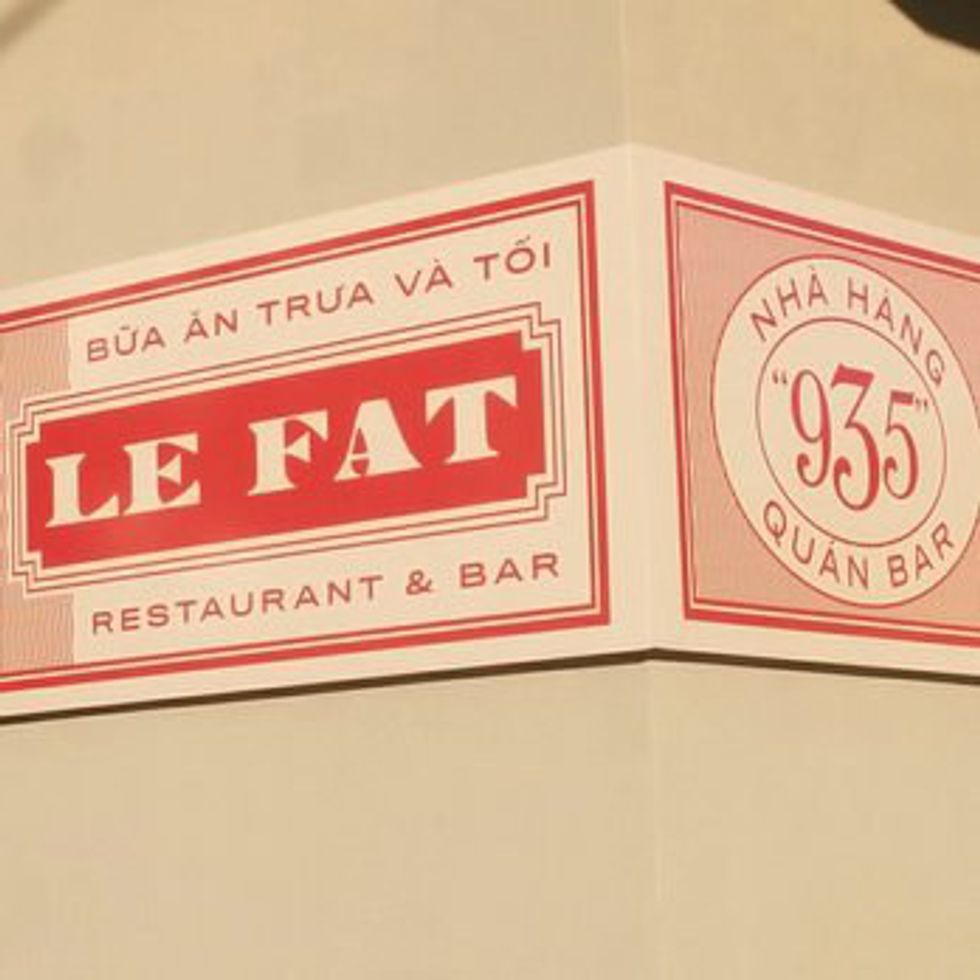 BỮA ĂN TRƯA VÀ TỐI
LE FAT
RESTAURANT & BAR
NHÀ HÀNG
"935"
QUÁN BAR